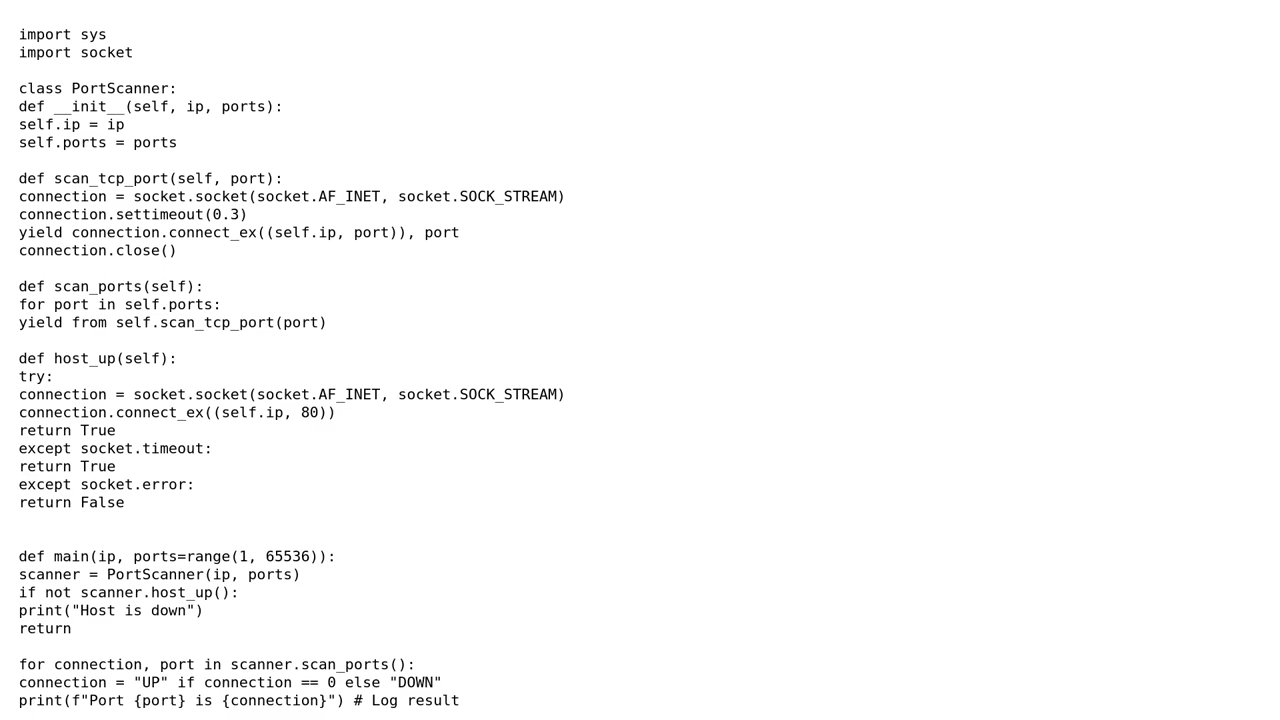 import sys
import socket
class PortScanner:
def __init__(self, ip, ports):
self.ip = ip
self.ports = ports
def scan_tcp_port(self, port):
connection = socket.socket(socket.AF_INET, socket.SOCK_STREAM)
connection.settimeout(0.3)
yield connection.connect_ex((self.ip, port)), port
connection.close()
def scan_ports(self):
for port in self.ports:
yield from self.scan_tcp_port(port)
def host_up(self):
try:
connection = socket.socket(socket.AF_INET, socket.SOCK_STREAM)
connection.connect_ex((self.ip, 80))
return True
except socket.timeout:
return True
except socket.error:
return False
def main(ip, ports=range(1, 65536)):
scanner = PortScanner(ip, ports)
if not scanner.host_up():
print("Host is down")
return
for connection, port in scanner.scan_ports():
connection = "UP" if connection == 0 else "DOWN"
print(f"Port {port} is {connection}") # Log result